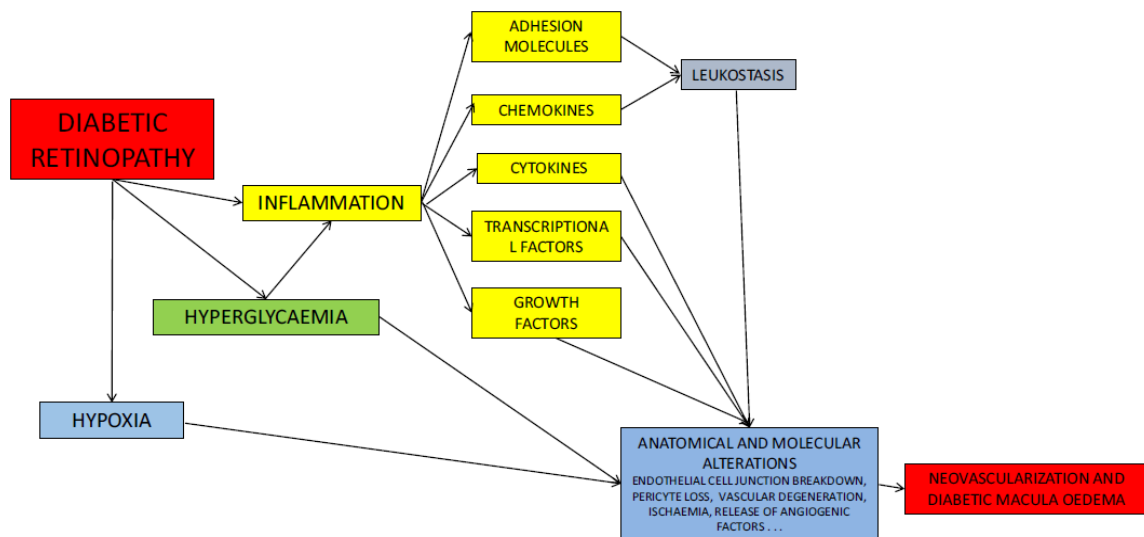 DIABETIC
RETINOPATHY
INFLAMMATION
HYPERGLYCAEMIA
HYPOXIA
ADHESION
MOLECULES
CHEMOKINES
CYTOKINES
TRANSCRIPTIONA
L FACTORS
GROWTH
FACTORS
LEUKOSTASIS
ANATOMICAL AND MOLECULAR
ALTERATIONS
ENDOTHELIAL CELL JUNCTION BREAKDOWN,
PERICYTE LOSS, VASCULAR DEGENERATION,
ISCHAEMIA, RELEASE OF ANGIOGENIC
FACTORS . . .
NEOVASCULARIZATION AND
DIABETIC MACULA OEDEMA